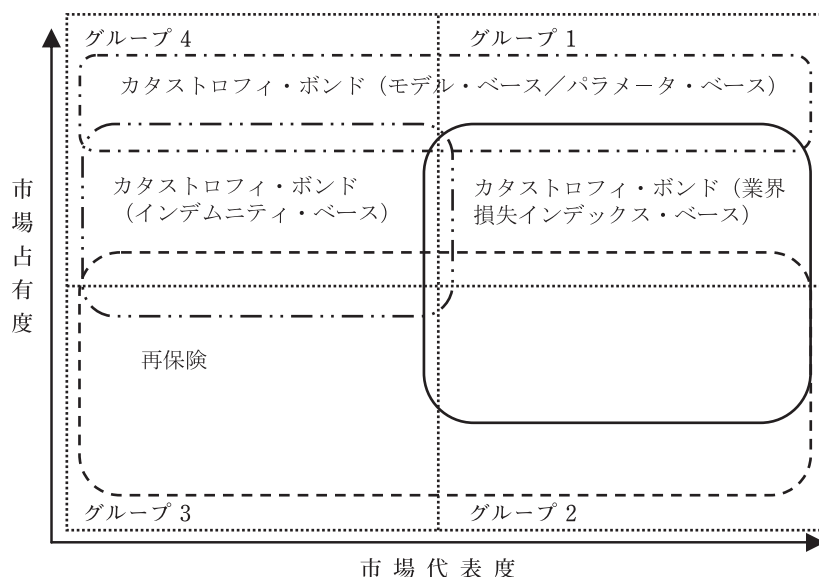 グループ 4
グループ 1
カタストロフィ・ボンド（モデル・ベース／パラメータ・ベース）
カタストロフィ・ボンド
（インデムニティ・ベース）
カタストロフィ・ボンド（業界
損失インデックス・ベース）
市場占有度
再保険
グループ 3
グループ 2
市場代表度